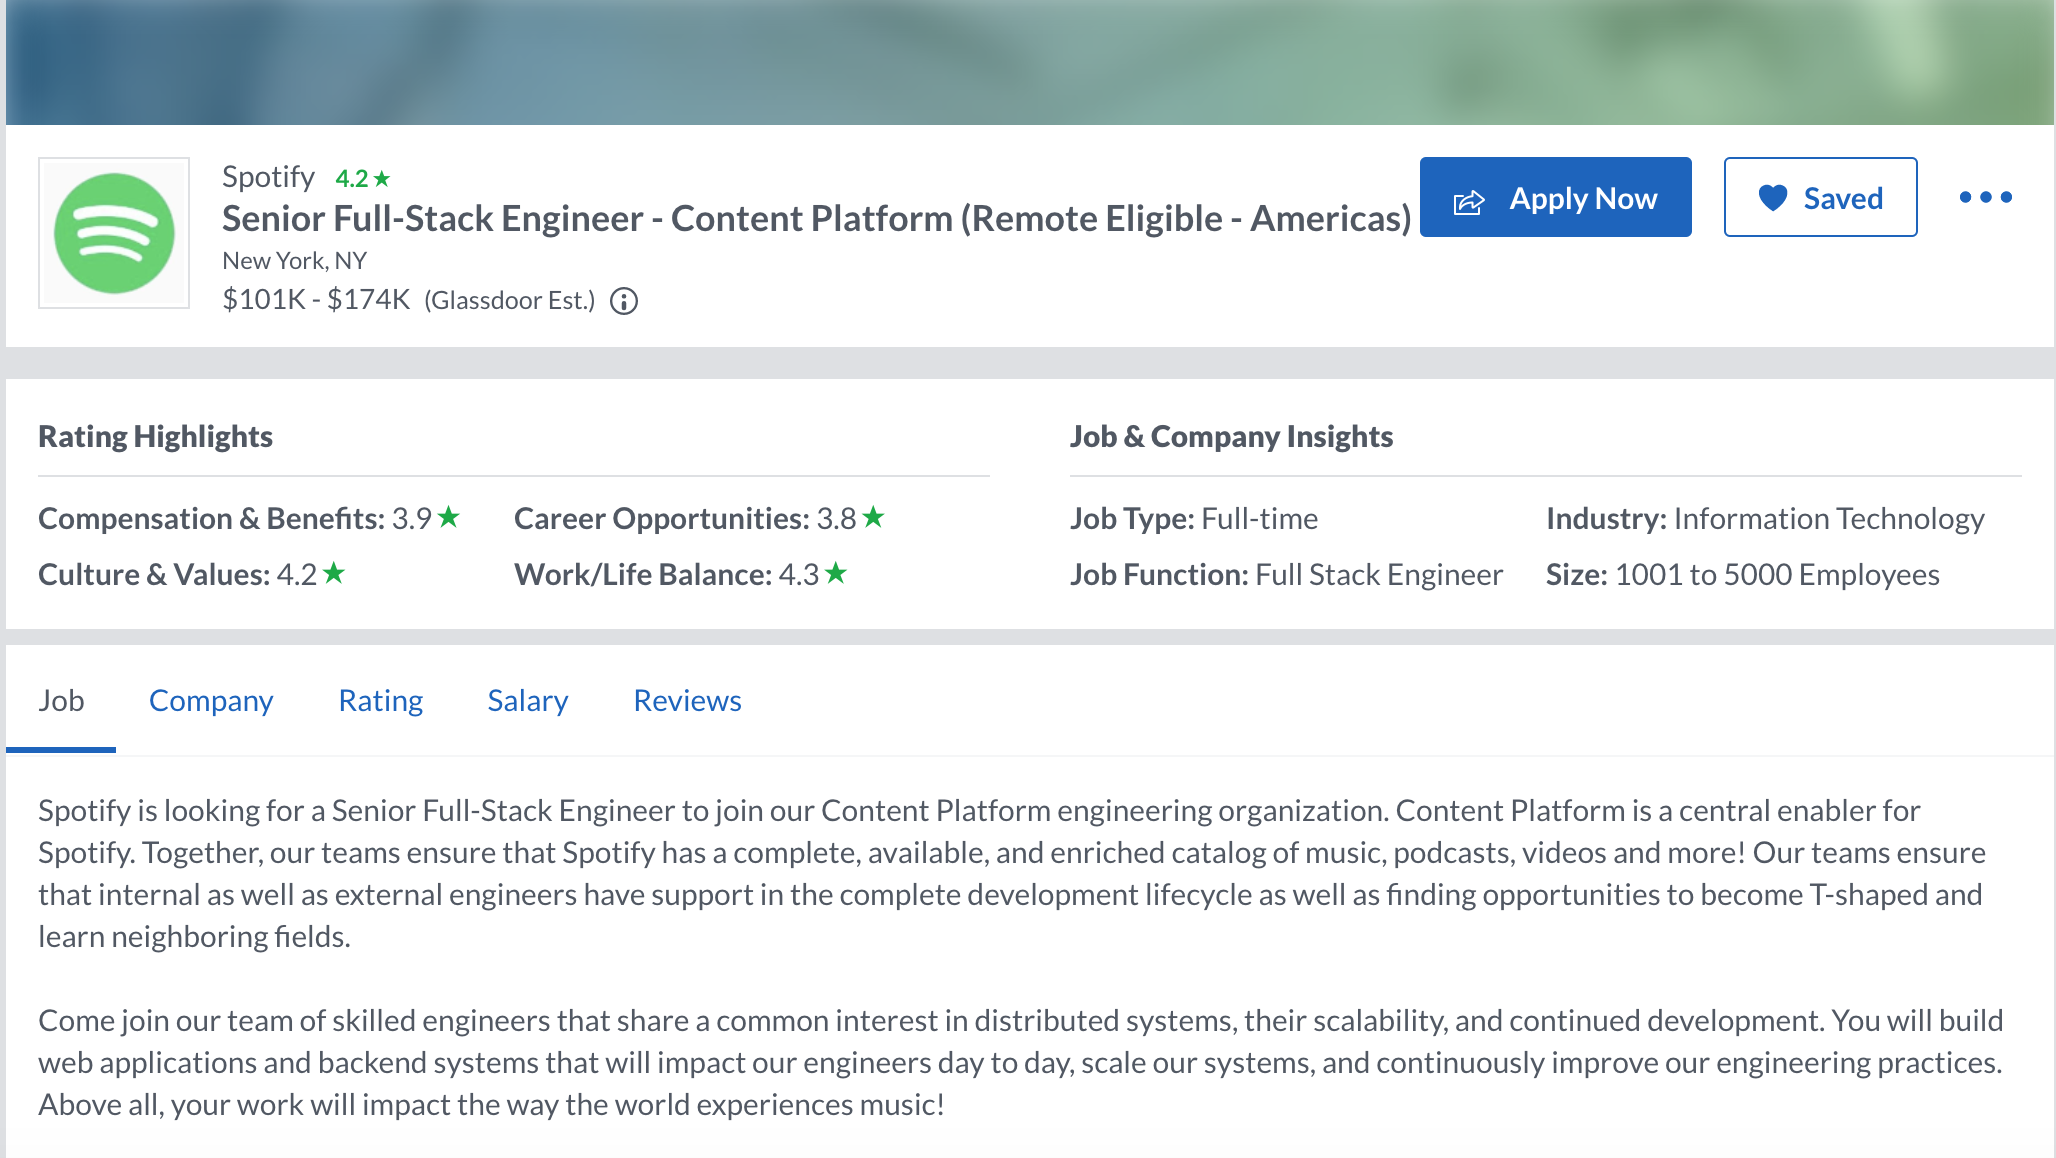 Spotify 4.2★
Senior Full-Stack Engineer - Content Platform (Remote Eligible - Americas)
New York, NY
$101K - $174K (Glassdoor Est.)
Apply Now
Saved
Rating Highlights
Compensation & Benefits: 3.9★ Career Opportunities: 3.8★
Culture & Values: 4.2★ Work/Life Balance: 4.3★
Job & Company Insights
Job Type: Full-time Industry: Information Technology
Job Function: Full Stack Engineer Size: 1001 to 5000 Employees
Job Company Rating Salary Reviews
Spotify is looking for a Senior Full-Stack Engineer to join our Content Platform engineering organization. Content Platform is a central enabler for
Spotify. Together, our teams ensure that Spotify has a complete, available, and enriched catalog of music, podcasts, videos and more! Our teams ensure
that internal as well as external engineers have support in the complete development lifecycle as well as finding opportunities to become T-shaped and
learn neighboring fields.
Come join our team of skilled engineers that share a common interest in distributed systems, their scalability, and continued development. You will build
web applications and backend systems that will impact our engineers day to day, scale our systems, and continuously improve our engineering practices.
Above all, your work will impact the way the world experiences music!